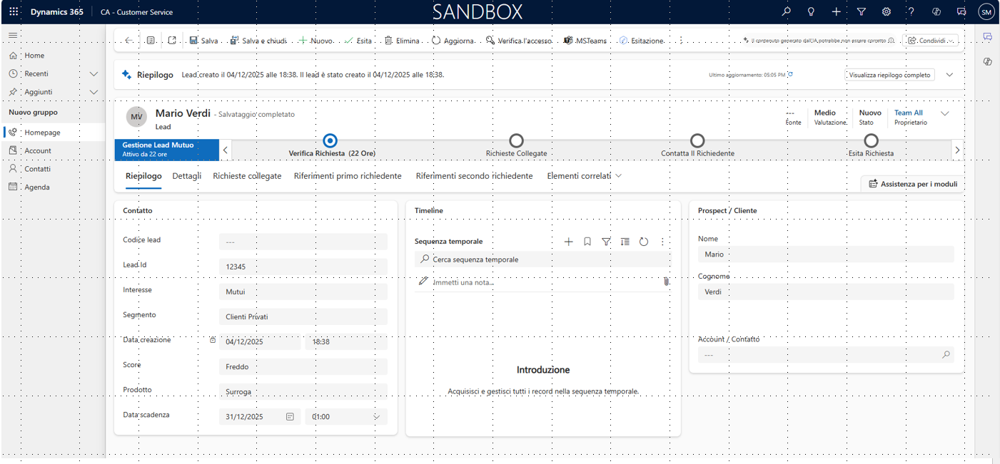 Dynamics 365 CA - Customer Service SANDBOX SM
Salva Salva e chiudi Nuovo Esita Elimina Aggiorna Verifica l'accesso MSTeams Esitazione Il contenuto generato dall'IA potrebbe non essere corretto Condividi
Home
Recenti
Aggiunti
Nuovo gruppo
Homepage
Account
Contatti
Agenda
Riepilogo Lead creato il 04/12/2025 alle 18:38. Il lead è stato creato il 04/12/2025 alle 18:38. Ultimo aggiornamento: 05:05 PM Visualizza riepilogo completo
MV
Mario Verdi - Salvataggio completato
Lead
--- Medio Nuovo Team All
Fonte Valutazione Stato Proprietario
Gestione Lead Mutuo
Attivo da 22 ore
Verifica Richiesta (22 Ore) Richieste Collegate Contatta Il Richiedente Esita Richiesta
Riepilogo Dettagli Richieste collegate Riferimenti primo richiedente Riferimenti secondo richiedente Elementi correlati
Assistenza per i moduli
Contatto
Codice lead ---
Lead Id 12345
Interesse Mutui
Segmento Clienti Privati
Data creazione 04/12/2025 18:38
Score Freddo
Prodotto Surroga
Data scadenza 31/12/2025 01:00
Timeline
Sequenza temporale
Cerca sequenza temporale
Immetti una nota...
Introduzione
Acquisisci e gestisci tutti i record nella sequenza temporale.
Prospect / Cliente
Nome
Mario
Cognome
Verdi
Account / Contatto
---